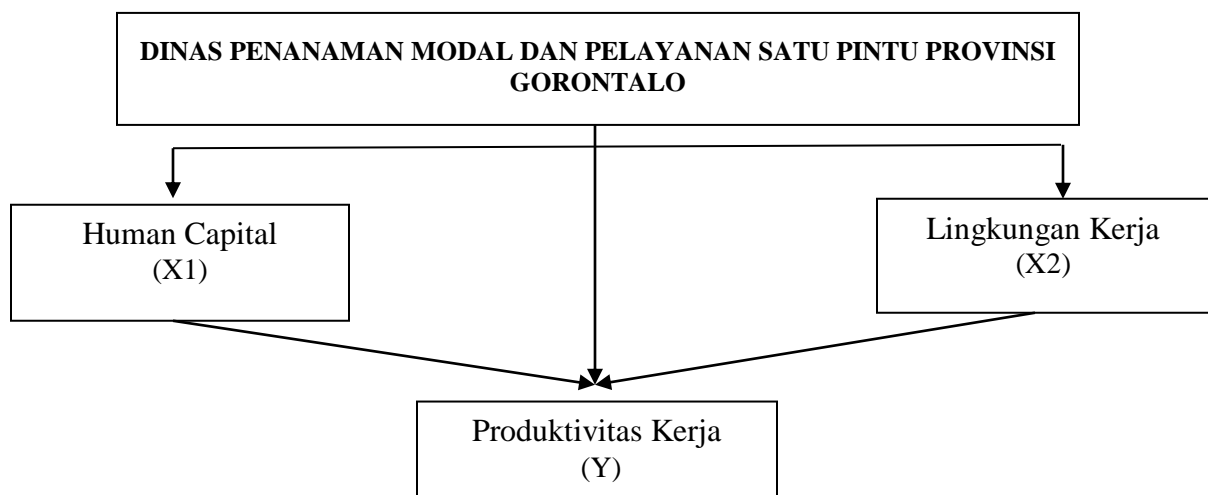 DINAS PENANAMAN MODAL DAN PELAYANAN SATU PINTU PROVINSI
GORONTALO
Human Capital
(X1)
Lingkungan Kerja
(X2)
Produktivitas Kerja
(Y)